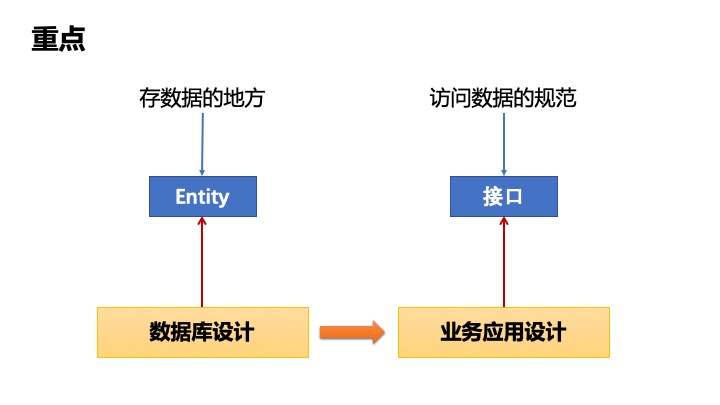 重点
存数据的地方
访问数据的规范
Entity
接口
数据库设计
业务应用设计